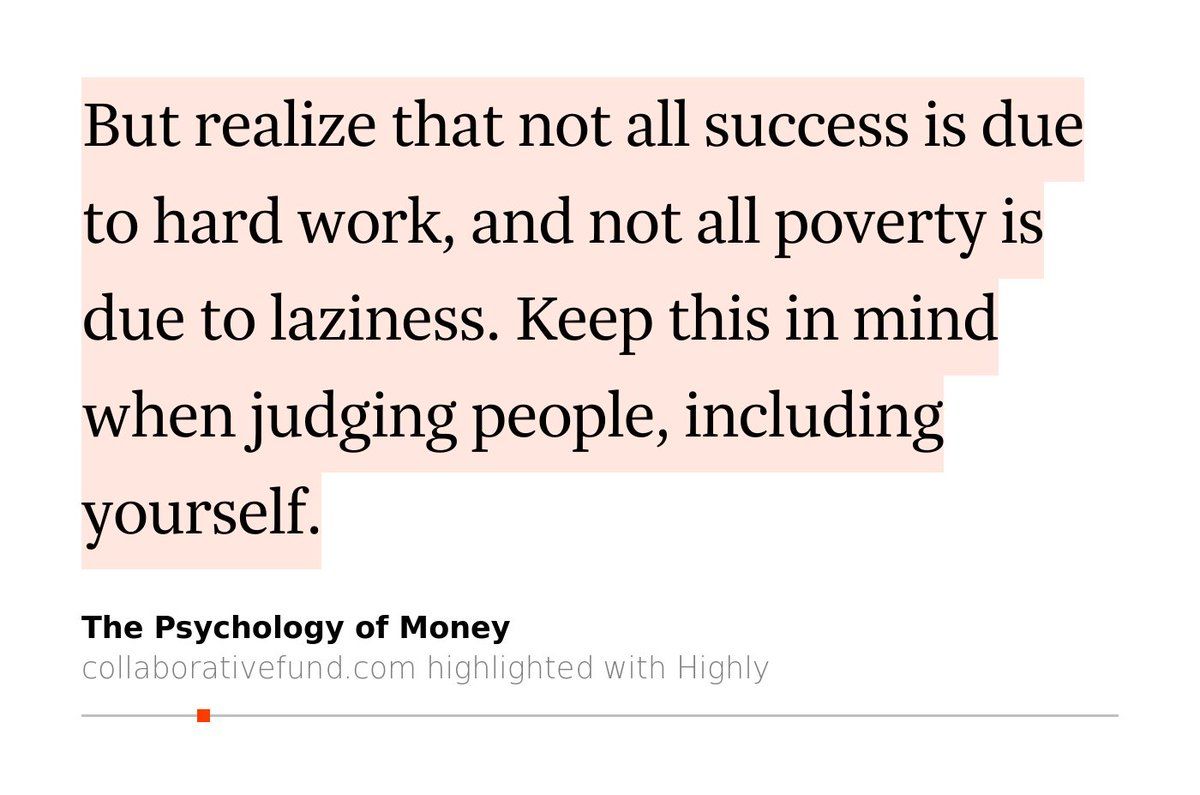 But realize that not all success is due
to hard work, and not all poverty is
due to laziness. Keep this in mind
when judging people, including
yourself.
The Psychology of Money
collaborativefund.com highlighted with Highly